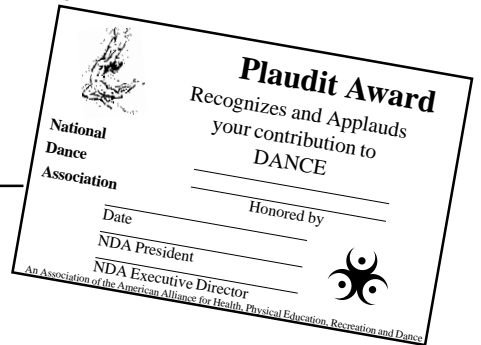 Plaudit Award
Recognizes and Applauds
your contribution to
DANCE
National
Dance
Association
Honored by
Date
NDA President
NDA Executive Director
An Association of the American Alliance for Health, Physical Education, Recreation and Dance